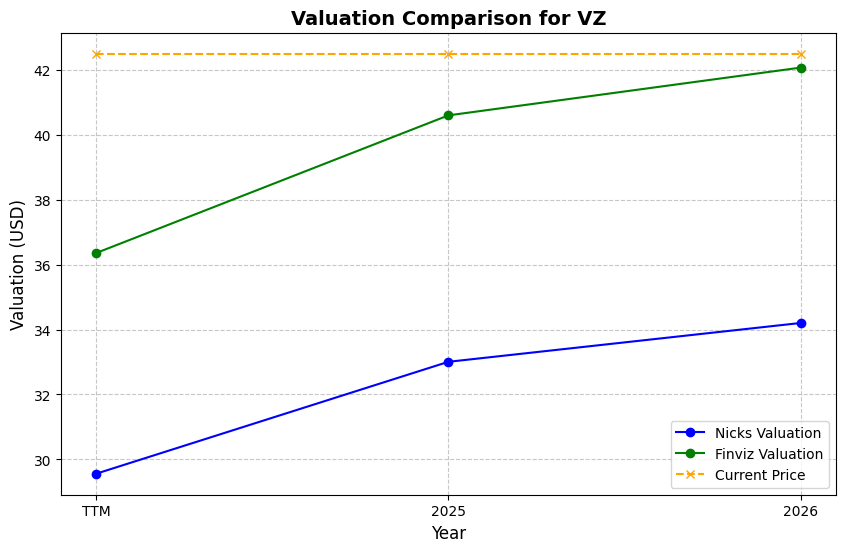 Valuation Comparison for VZ
Valuation (USD)
42
40
38
36
34
32
30
TTM
2025
2026
Year
Nicks Valuation
Finviz Valuation
Current Price